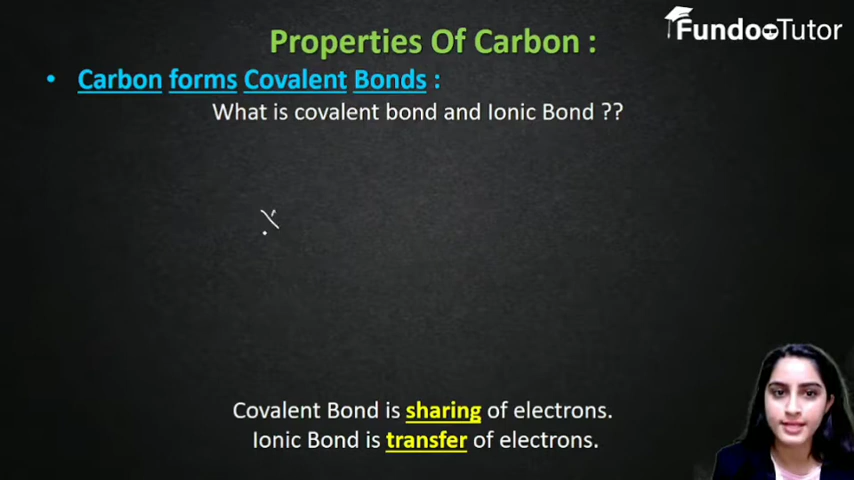 FundooTutor
Properties Of Carbon :
• Carbon forms Covalent Bonds :
What is covalent bond and Ionic Bond ??
Covalent Bond is sharing of electrons.
Ionic Bond is transfer of electrons.